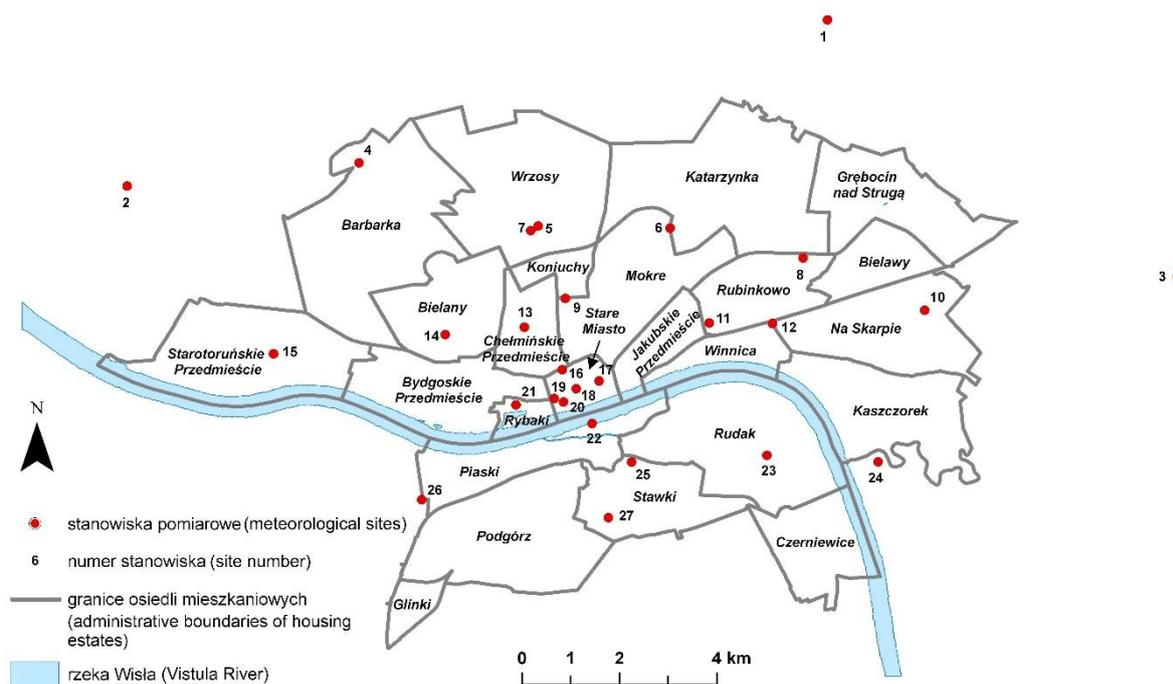 1
4
Wrzosy
Katarzynka
Grębocin
nad Strugą
2
Barbarka
7
5
6
Koniuchy
Mokre
8
Bielawy
3
9
Rubinkowo
10
Bielany
13
Stare
Miasto
14
Chełmińskie
Przedmieście
Jakubskie
Przedmieście
11
12
Na Skarpie
15
Starotoruńskie
Przedmieście
Winnica
16
17
Bydgoskie
Przedmieście
19
18
21
20
Rybaki
Kaszczorek
N
22
Rudak
Piaski
25
23
24
26
Stawki
27
stanowiska pomiarowe (meteorological sites)
Podgórz
Czerniewice
6 numer stanowiska (site number)
granice osiedli mieszkaniowych
(administrative boundaries of housing
estates)
Glinki
rzeka Wisła (Vistula River)
0 1 2 4 km